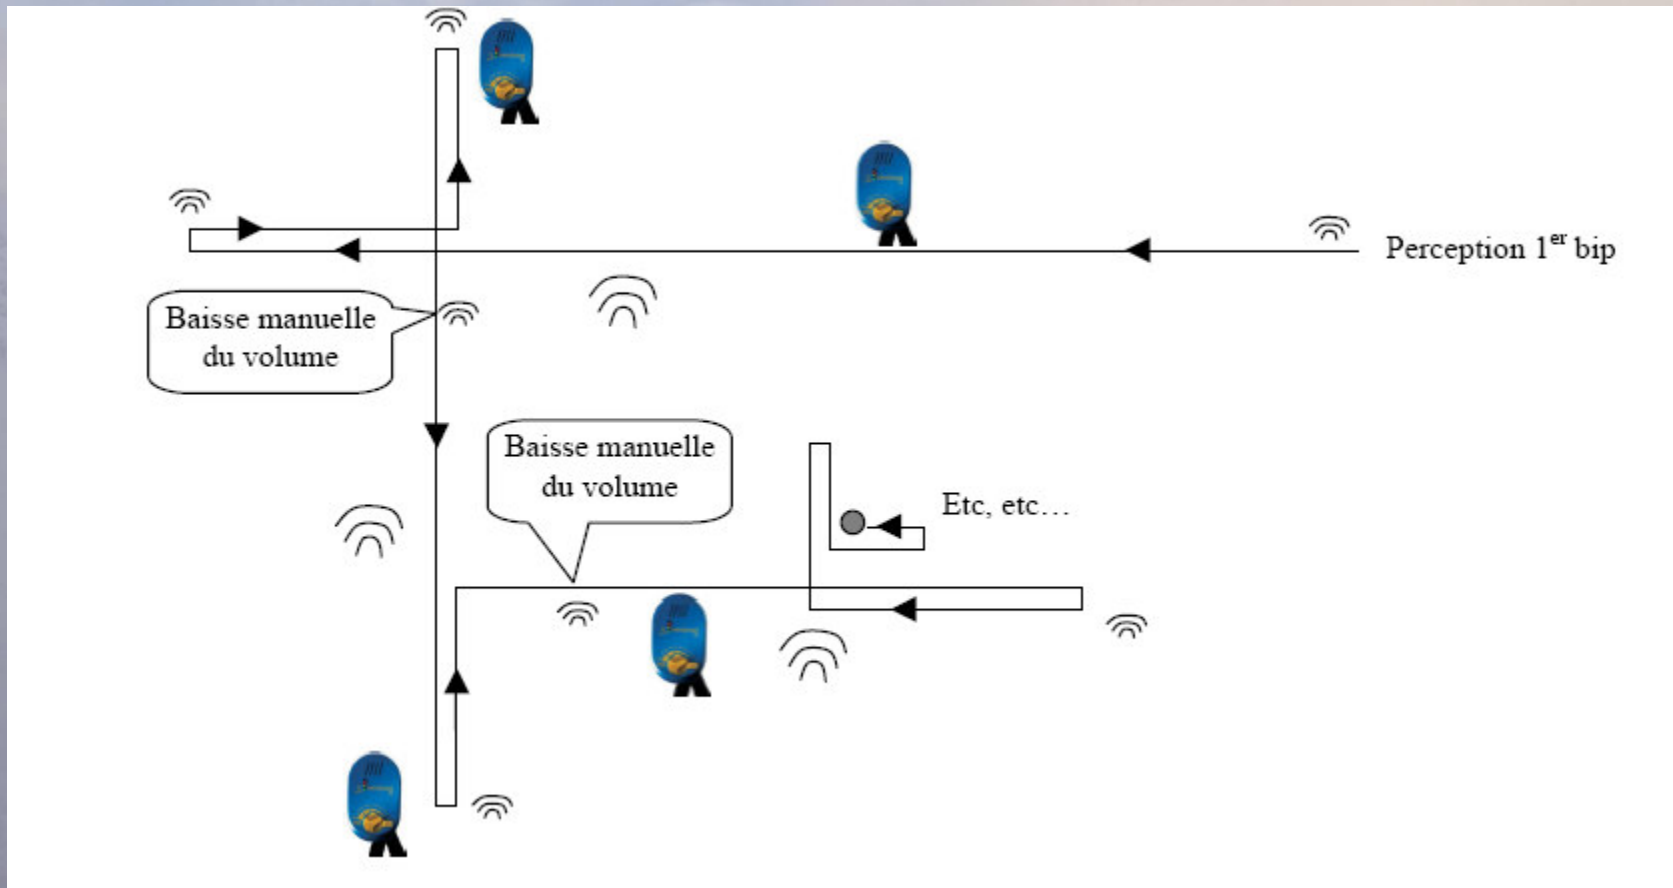 Perception 1er bip
Baisse manuelle
du volume
Baisse manuelle
du volume
Etc, etc…